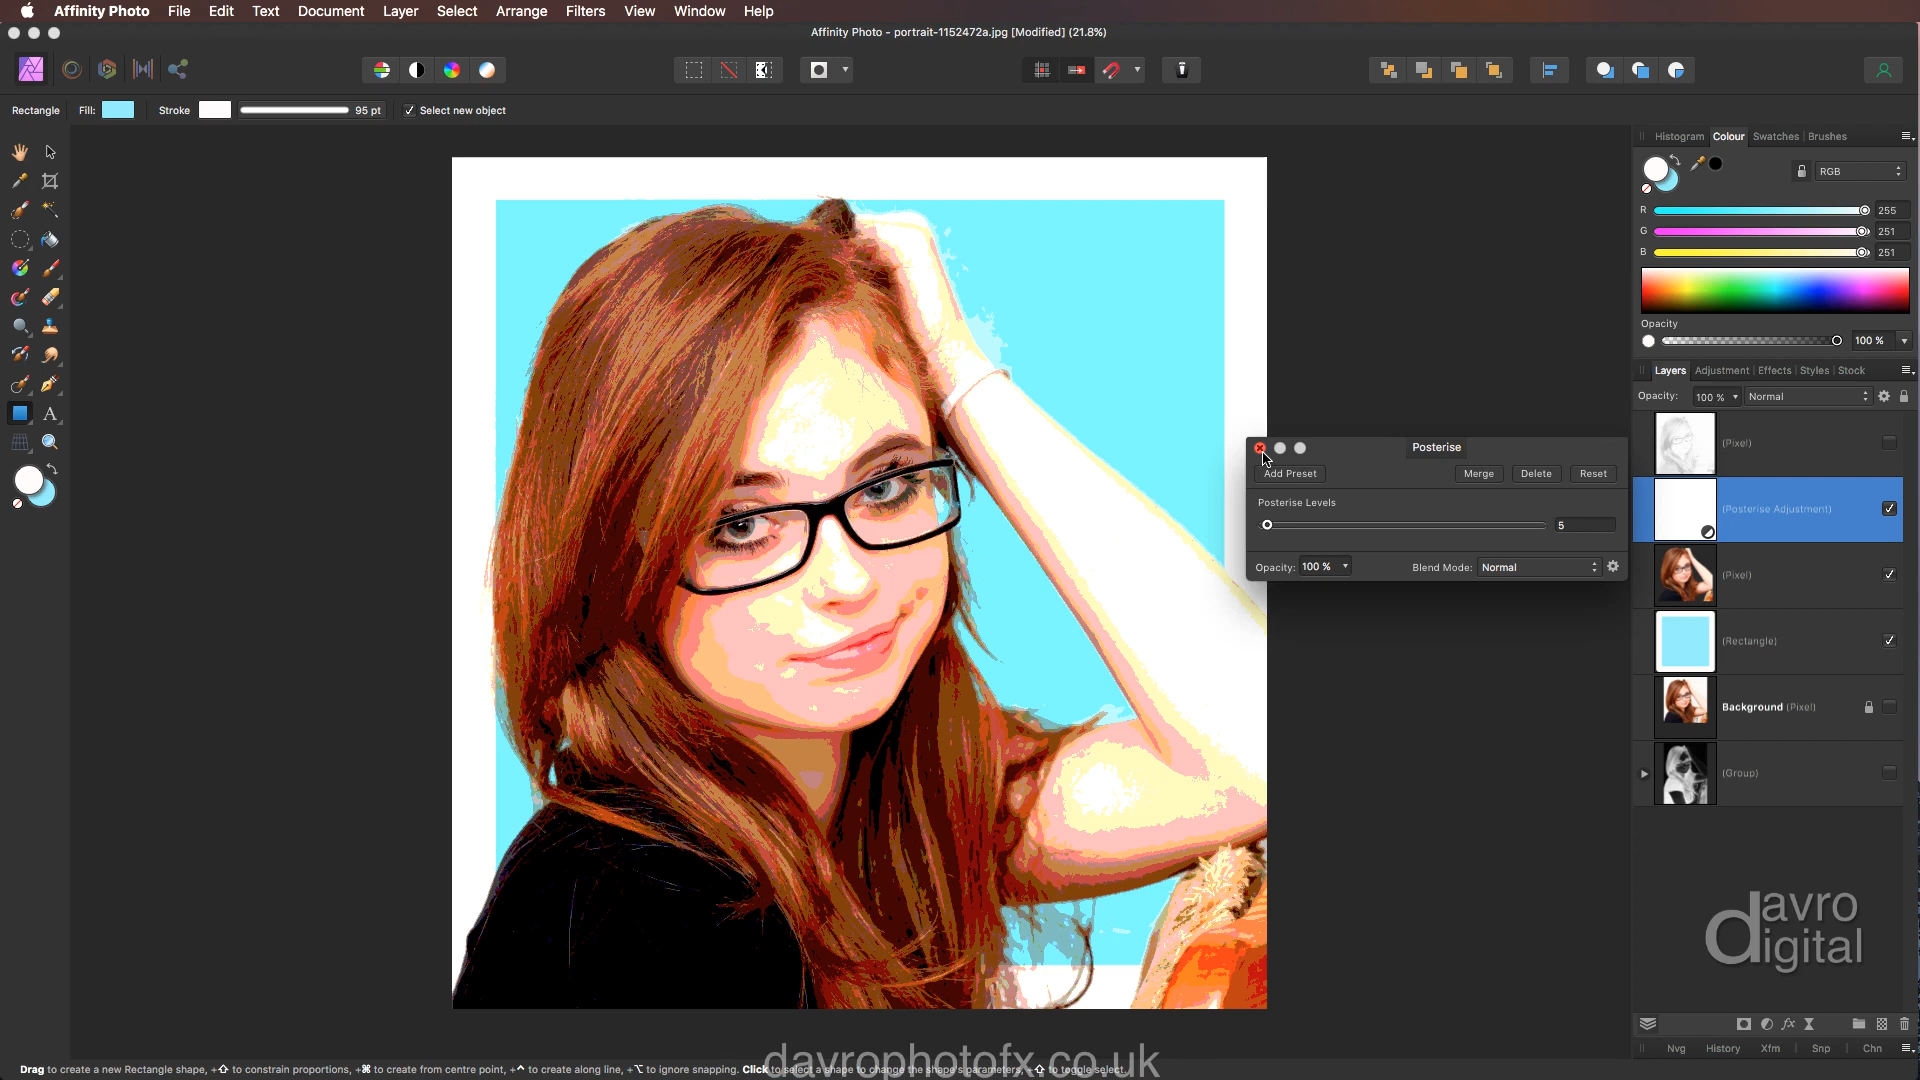 Affinity Photo File Edit Text Document Layer Select Arrange Filters View Window Help
Affinity Photo - portrait-1152472a.jpg [Modified] (21.8%)
Rectangle Fill: Stroke 95 pt Select new object
Histogram Colour Swatches Brushes
RGB
R 255
G 251
B 251
Opacity
100 %
Layers Adjustment Effects Styles Stock
Opacity: 100 % Normal
(Pixel)
(Posterise Adjustment)
(Pixel)
(Rectangle)
Background (Pixel)
(Group)
Posterise
Add Preset Merge Delete Reset
Posterise Levels
5
Opacity: 100 % Blend Mode: Normal
davro
digital
Nvg History Xfm Snp Chn
davrophotofx.co.uk
Drag to create a new Rectangle shape, +⇧ to constrain proportions, +⌘ to create from centre point, +^ to create along line, +⌥ to ignore snapping. Click to select a shape to change the shape's parameters, +⇧ to toggle select.